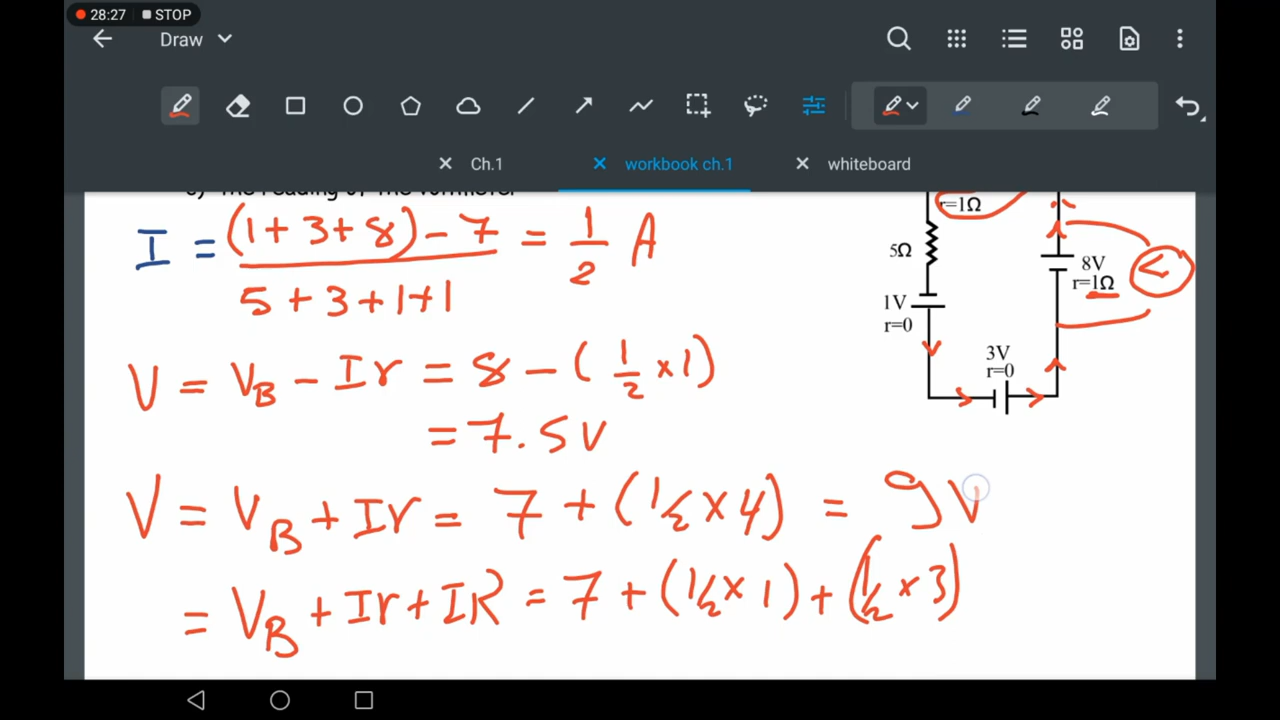 28:27 STOP
Draw
Ch.1
workbook ch.1
whiteboard
r=1Ω
I = (1+3+8)-7 / 5+3+1+1 = 1/2 A
5Ω
8V
r=1Ω
1V
r=0
3V
r=0
V = VB - Ir = 8 - (1/2 × 1)
= 7.5V
V = VB + Ir = 7 + (1/2 × 4) = 9V
= VB + Ir + IR = 7 + (1/2 × 1) + (1/2 × 3)